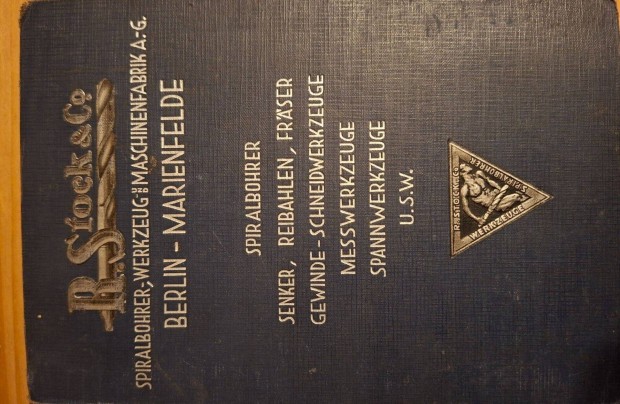 R. Stock & Co.
SPIRALBOHRER-, WERKZEUG- U. MASCHINENFABRIK A.-G.
BERLIN - MARIENFELDE
SPIRALBOHRER
SENKER, REIBAHLEN, FRÄSER
GEWINDE-SCHNEIDWERKZEUGE
MESSWERKZEUGE
SPANNWERKZEUGE
U.S.W.
R.STOCK&CO
SPIRALBOHRER
WERKZEUGE